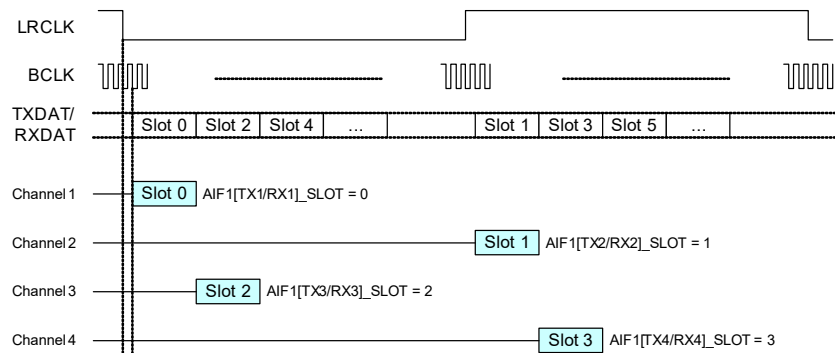 LRCLK
BCLK
TXDAT/
RXDAT
Slot 0 Slot 2 Slot 4 ... Slot 1 Slot 3 Slot 5 ...
Channel 1 Slot 0 AIF1[TX1/RX1]_SLOT = 0
Channel 2 Slot 1 AIF1[TX2/RX2]_SLOT = 1
Channel 3 Slot 2 AIF1[TX3/RX3]_SLOT = 2
Channel 4 Slot 3 AIF1[TX4/RX4]_SLOT = 3